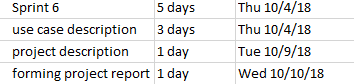 Sprint 6 5 days Thu 10/4/18
use case description 3 days Thu 10/4/18
project description 1 day Tue 10/9/18
forming project report 1 day Wed 10/10/18